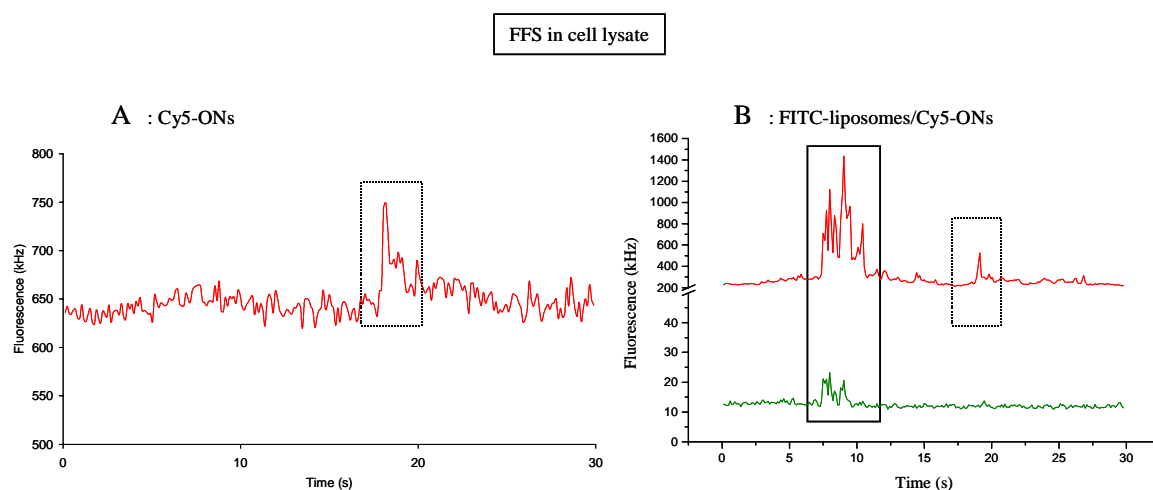 FFS in cell lysate
A : Cy5-ONs
800
750
700
650
600
550
500
Fluorescence (kHz)
0 10 20 30
Time (s)
B : FITC-liposomes/Cy5-ONs
1600
1400
1200
1000
800
600
400
200
40
30
20
10
0
Fluorescence (kHz)
0 5 10 15 20 25 30
Time (s)